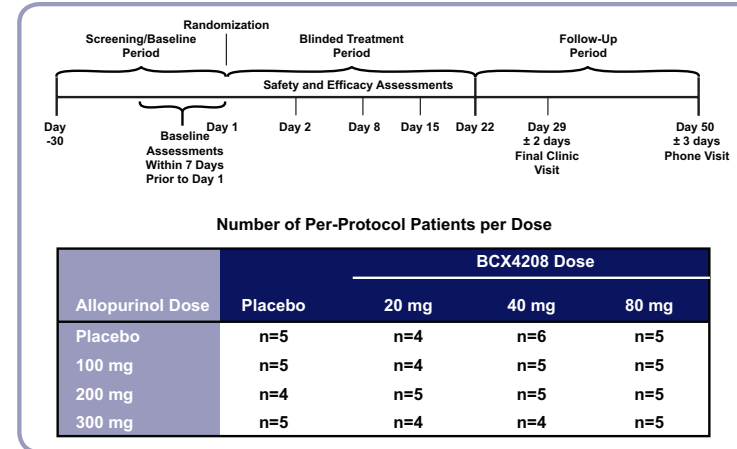 Randomization
Screening/Baseline
Period
Blinded Treatment
Period
Follow-Up
Period
Safety and Efficacy Assessments
Day
-30
Baseline
Assessments
Within 7 Days
Prior to Day 1
Day 1
Day 2
Day 8
Day 15
Day 22
Day 29
± 2 days
Final Clinic
Visit
Day 50
± 3 days
Phone Visit
Number of Per-Protocol Patients per Dose
BCX4208 Dose
Allopurinol Dose Placebo 20 mg 40 mg 80 mg
Placebo n=5 n=4 n=6 n=5
100 mg n=5 n=4 n=5 n=5
200 mg n=4 n=5 n=5 n=5
300 mg n=5 n=4 n=4 n=5